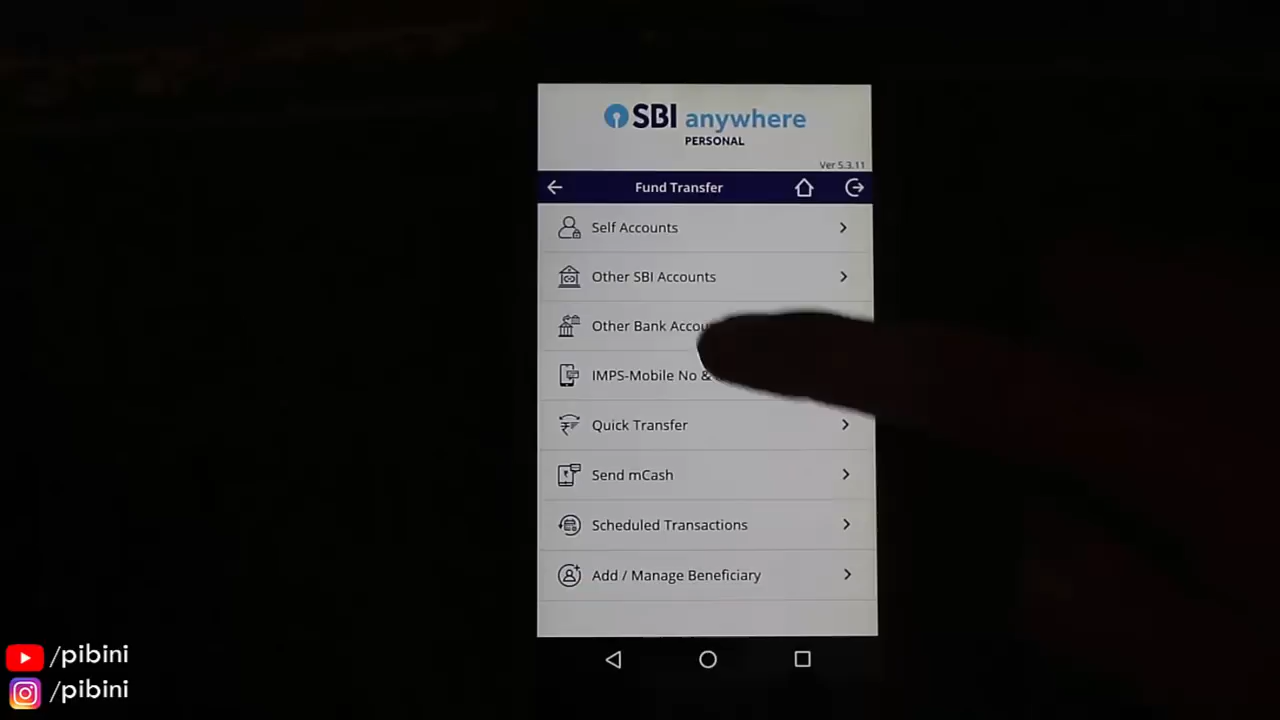 SBI anywhere
PERSONAL
Ver 5.3.11
Fund Transfer
Self Accounts
Other SBI Accounts
Other Bank
IMPS-Mobile No &
Quick Transfer
Send mCash
Scheduled Transactions
Add / Manage Beneficiary
/pibini
/pibini